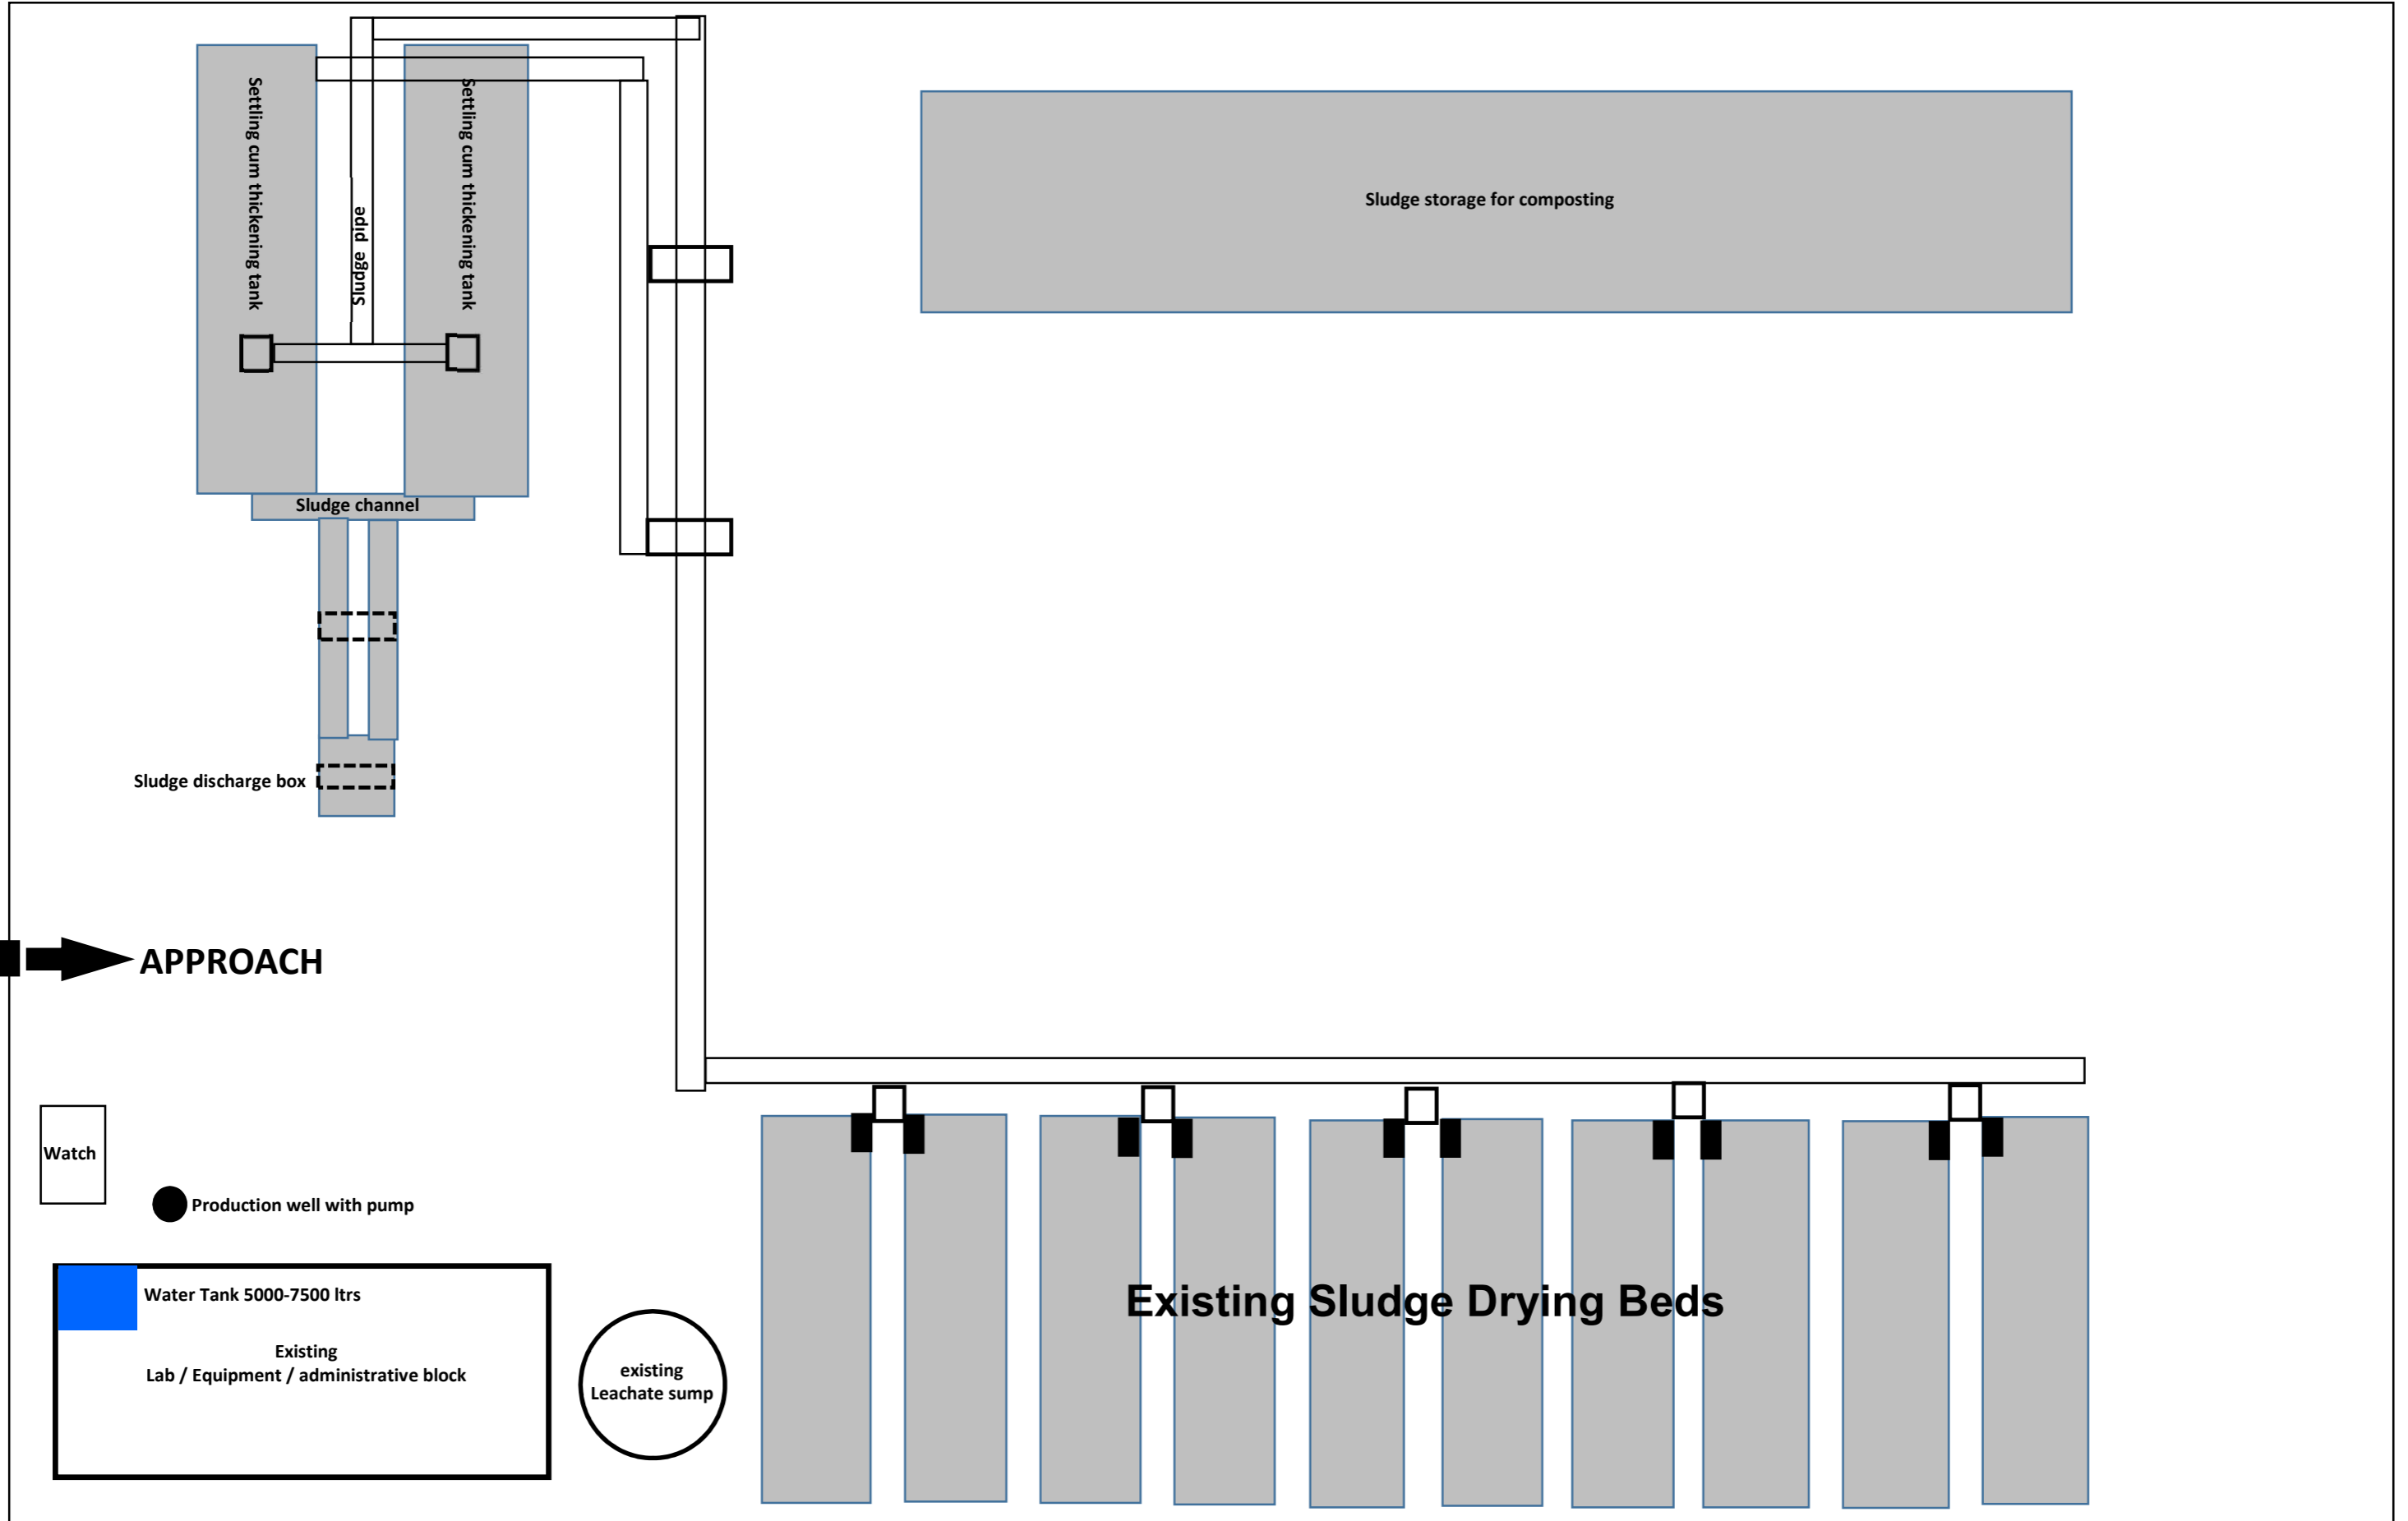 Settling cum thickening tank
Sludge pipe
Settling cum thickening tank
Sludge storage for composting
Sludge channel
Sludge discharge box
APPROACH
Watch
Production well with pump
Water Tank 5000-7500 ltrs
Existing
Lab / Equipment / administrative block
existing
Leachate sump
Existing Sludge Drying Beds